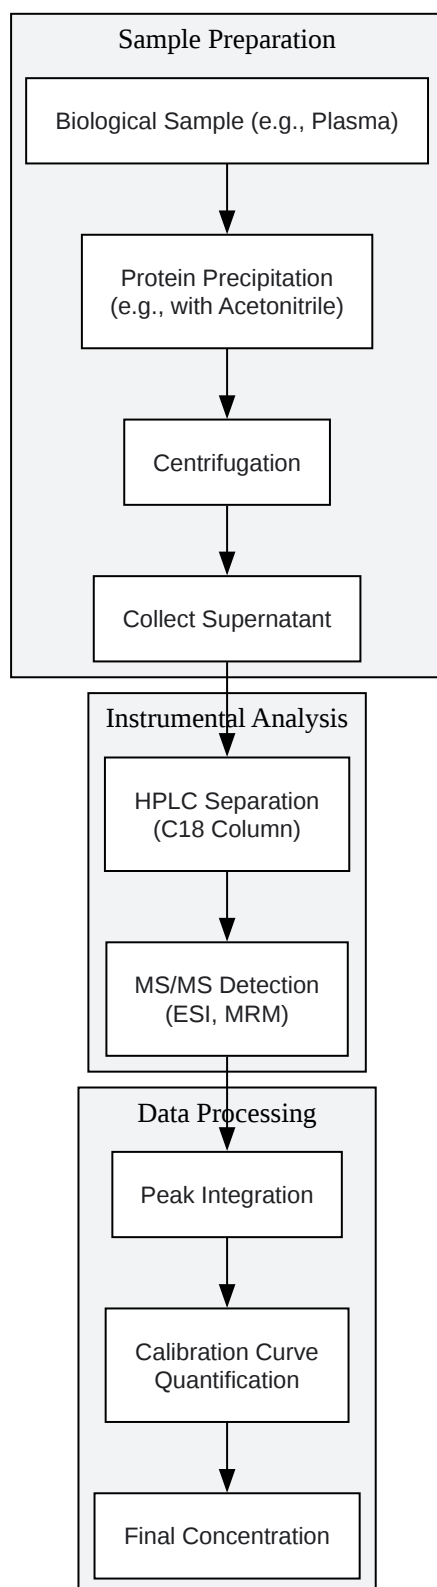 Sample Preparation
Biological Sample (e.g., Plasma)
Protein Precipitation
(e.g., with Acetonitrile)
Centrifugation
Collect Supernatant
Instrumental Analysis
HPLC Separation
(C18 Column)
MS/MS Detection
(ESI, MRM)
Data Processing
Peak Integration
Calibration Curve
Quantification
Final Concentration